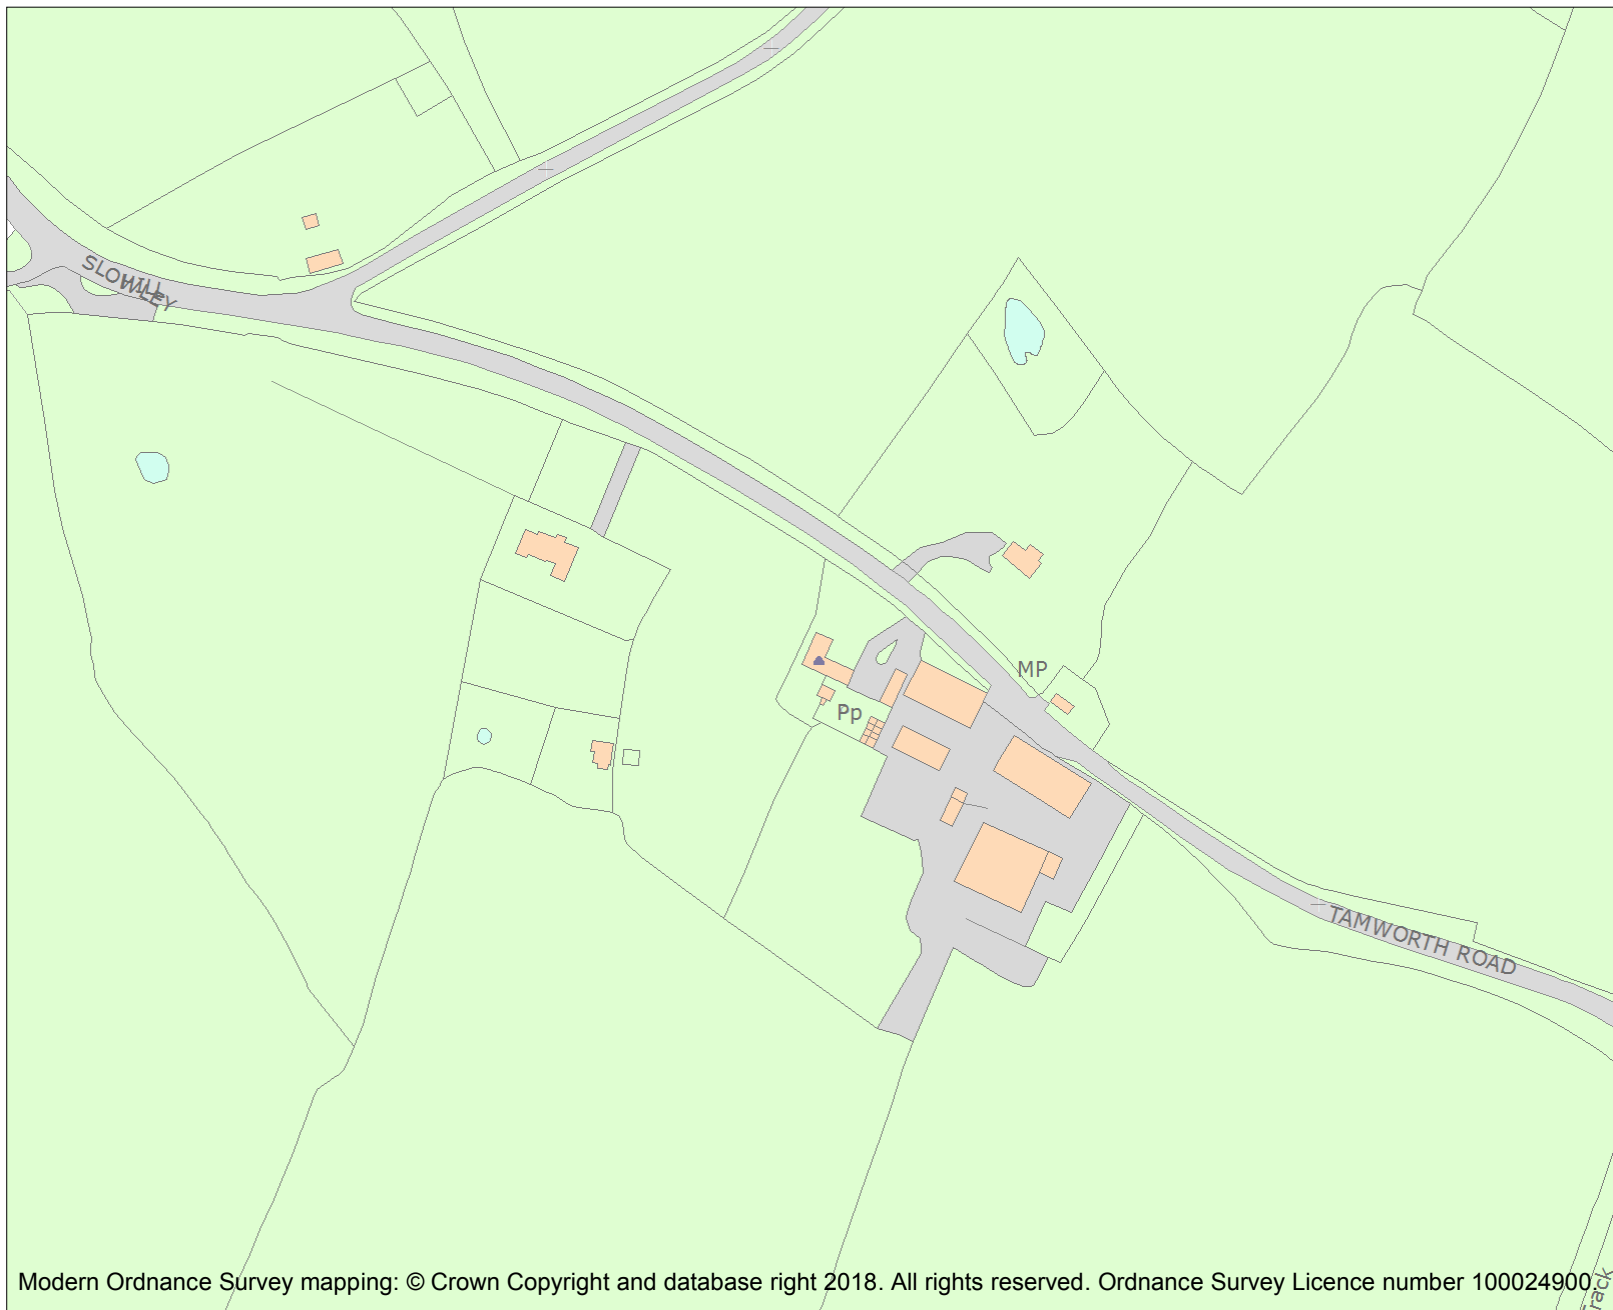 SLOWLEY
HILL
MP
Pp
TAMWORTH ROAD
Modern Ordnance Survey mapping: © Crown Copyright and database right 2018. All rights reserved. Ordnance Survey Licence number 100024900.
rack